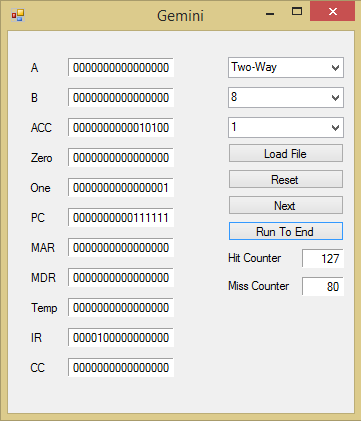 Gemini
A 0000000000000000 Two-Way
B 0000000000000000 8
ACC 0000000000010100 1
Zero 0000000000000000 Load File
One 0000000000000001 Reset
Next
PC 0000000000111111 Run To End
MAR 0000000000000000 Hit Counter 127
MDR 0000000000000000 Miss Counter 80
Temp 0000000000000000
IR 0000100000000000
CC 0000000000000000